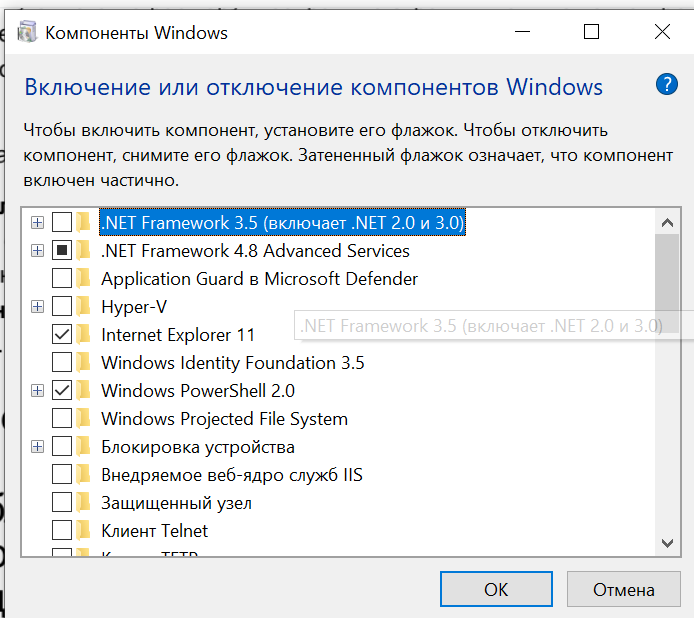 Компоненты Windows
Включение или отключение компонентов Windows
?
Чтобы включить компонент, установите его флажок. Чтобы отключить
компонент, снимите его флажок. Затененный флажок означает, что компонент
включен частично.
.NET Framework 3.5 (включает .NET 2.0 и 3.0)
.NET Framework 4.8 Advanced Services
Application Guard в Microsoft Defender
Hyper-V
.NET Framework 3.5 (включает .NET 2.0 и 3.0)
Internet Explorer 11
Windows Identity Foundation 3.5
Windows PowerShell 2.0
Windows Projected File System
Блокировка устройства
Внедряемое веб-ядро служб IIS
Защищенный узел
Клиент Telnet
OK
Отмена